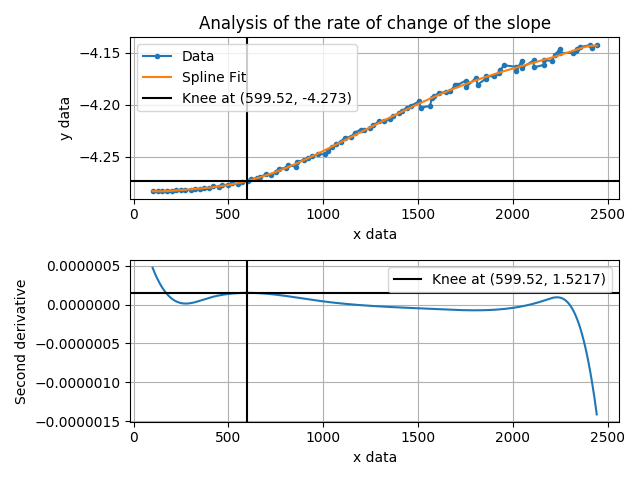 Analysis of the rate of change of the slope
Data
Spline Fit
Knee at (599.52, -4.273)
−4.15
−4.20
−4.25
y data
0 500 1000 1500 2000 2500
x data
Knee at (599.52, 1.5217)
0.0000005
0.0000000
−0.0000005
−0.0000010
−0.0000015
Second derivative
0 500 1000 1500 2000 2500
x data